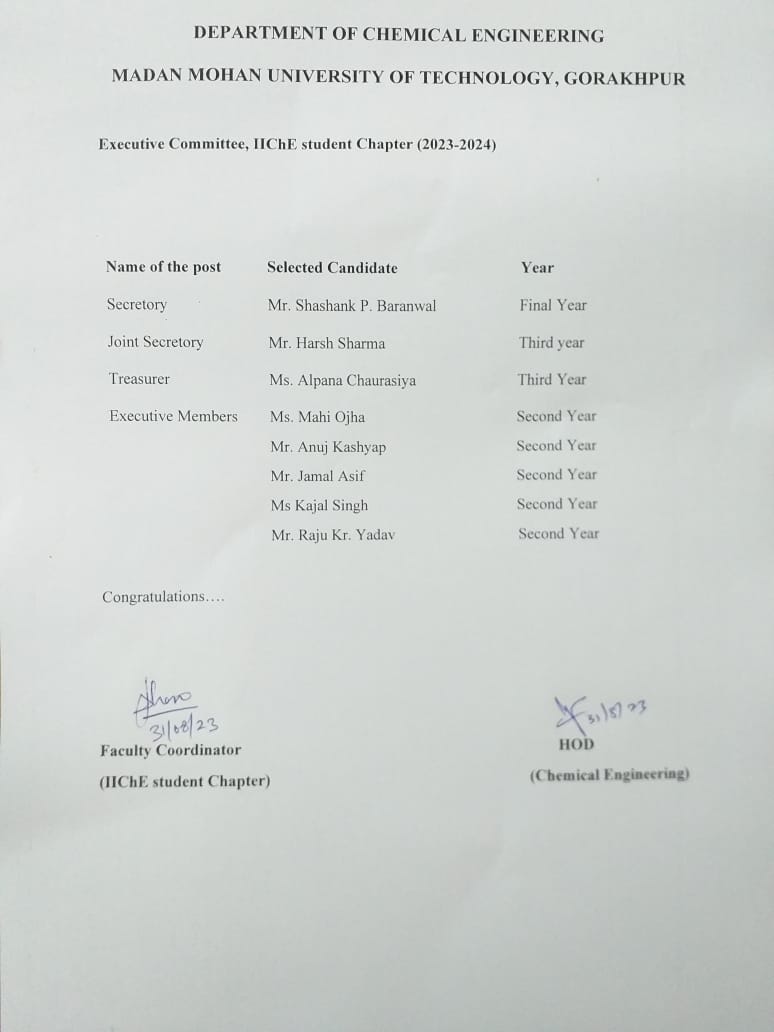 DEPARTMENT OF CHEMICAL ENGINEERING
MADAN MOHAN UNIVERSITY OF TECHNOLOGY, GORAKHPUR
Executive Committee, IIChE student Chapter (2023-2024)
Name of the post Selected Candidate Year
Secretory Mr. Shashank P. Baranwal Final Year
Joint Secretory Mr. Harsh Sharma Third year
Treasurer Ms. Alpana Chaurasiya Third Year
Executive Members Ms. Mahi Ojha Second Year
Mr. Anuj Kashyap Second Year
Mr. Jamal Asif Second Year
Ms Kajal Singh Second Year
Mr. Raju Kr. Yadav Second Year
Congratulations....
31/08/23 31/8/23
Faculty Coordinator HOD
(IIChE student Chapter) (Chemical Engineering)